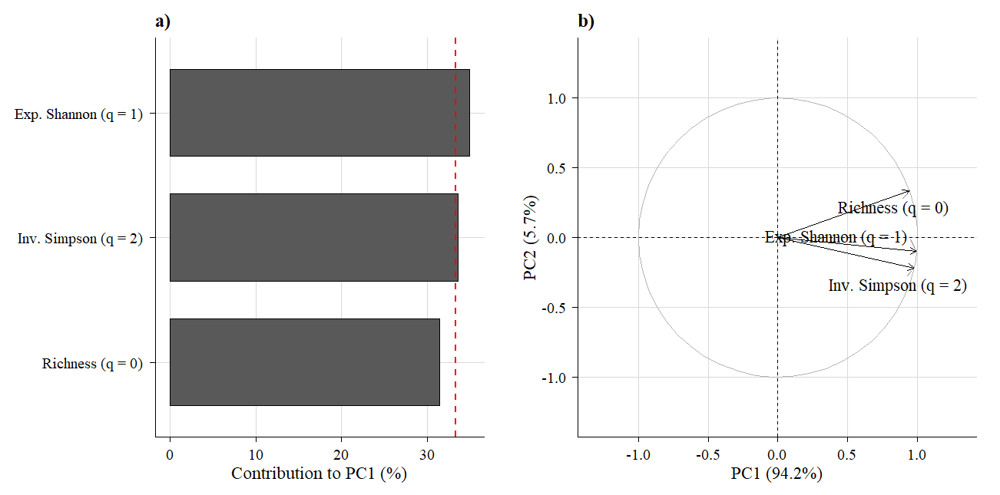 a)
Exp. Shannon (q = 1)
Inv. Simpson (q = 2)
Richness (q = 0)
0
10
20
30
Contribution to PC1 (%)
b)
PC2 (5.7%)
1.0
0.5
0.0
-0.5
-1.0
Richness (q = 0)
Exp. Shannon (q = 1)
Inv. Simpson (q = 2)
-1.0
-0.5
0.0
0.5
1.0
PC1 (94.2%)